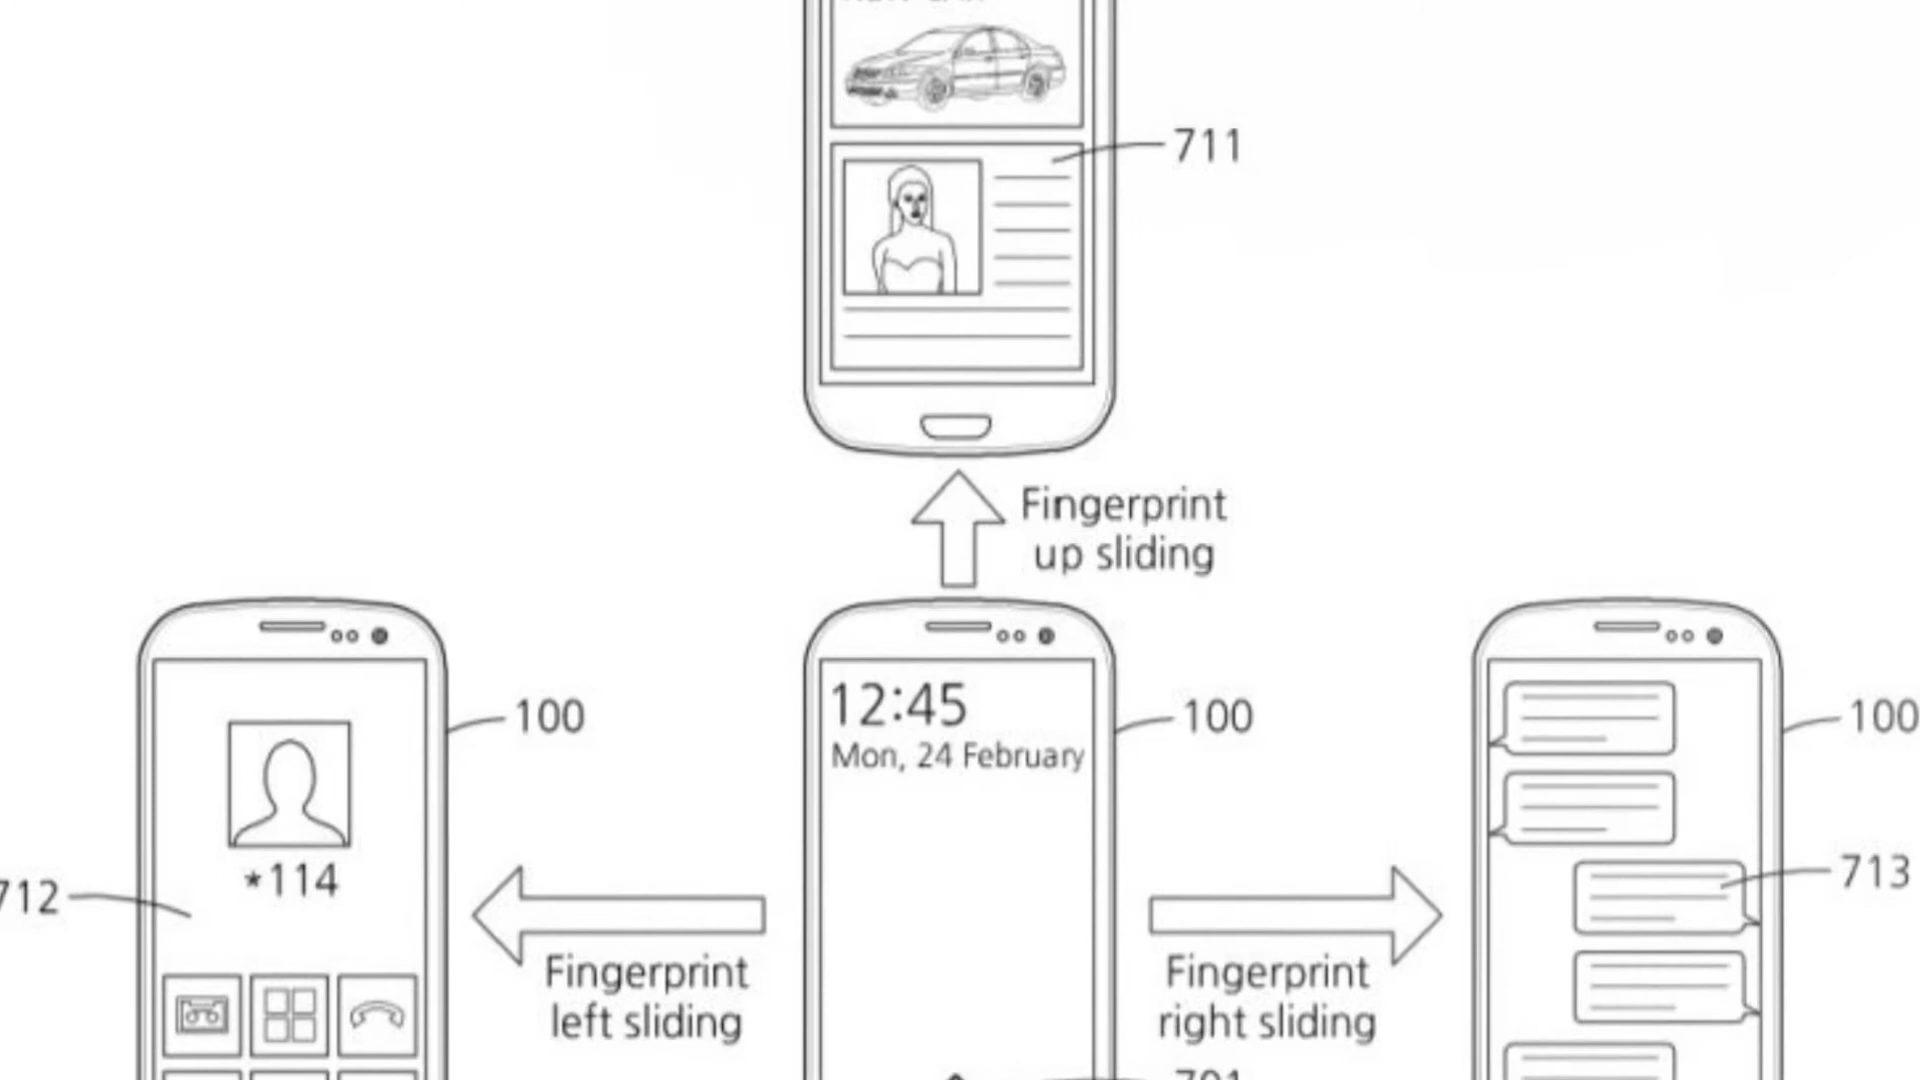 711
Fingerprint
up sliding
12:45
Mon, 24 February
100
100
100
*114
712
713
Fingerprint
left sliding
Fingerprint
right sliding